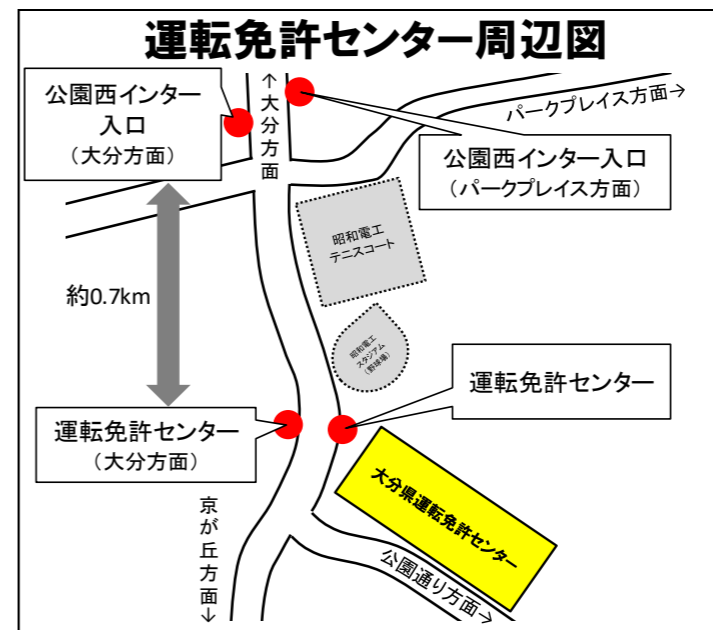 運転免許センター周辺図
公園西インター
入口
（大分方面）
↑大分方面
パークプレイス方面→
公園西インター入口
（パークプレイス方面）
昭和電工
テニスコート
約0.7km
昭和電工
スタジアム
（野球場）
運転免許センター
運転免許センター
（大分方面）
大分県運転免許センター
京が丘方面↓
公園通り方面→